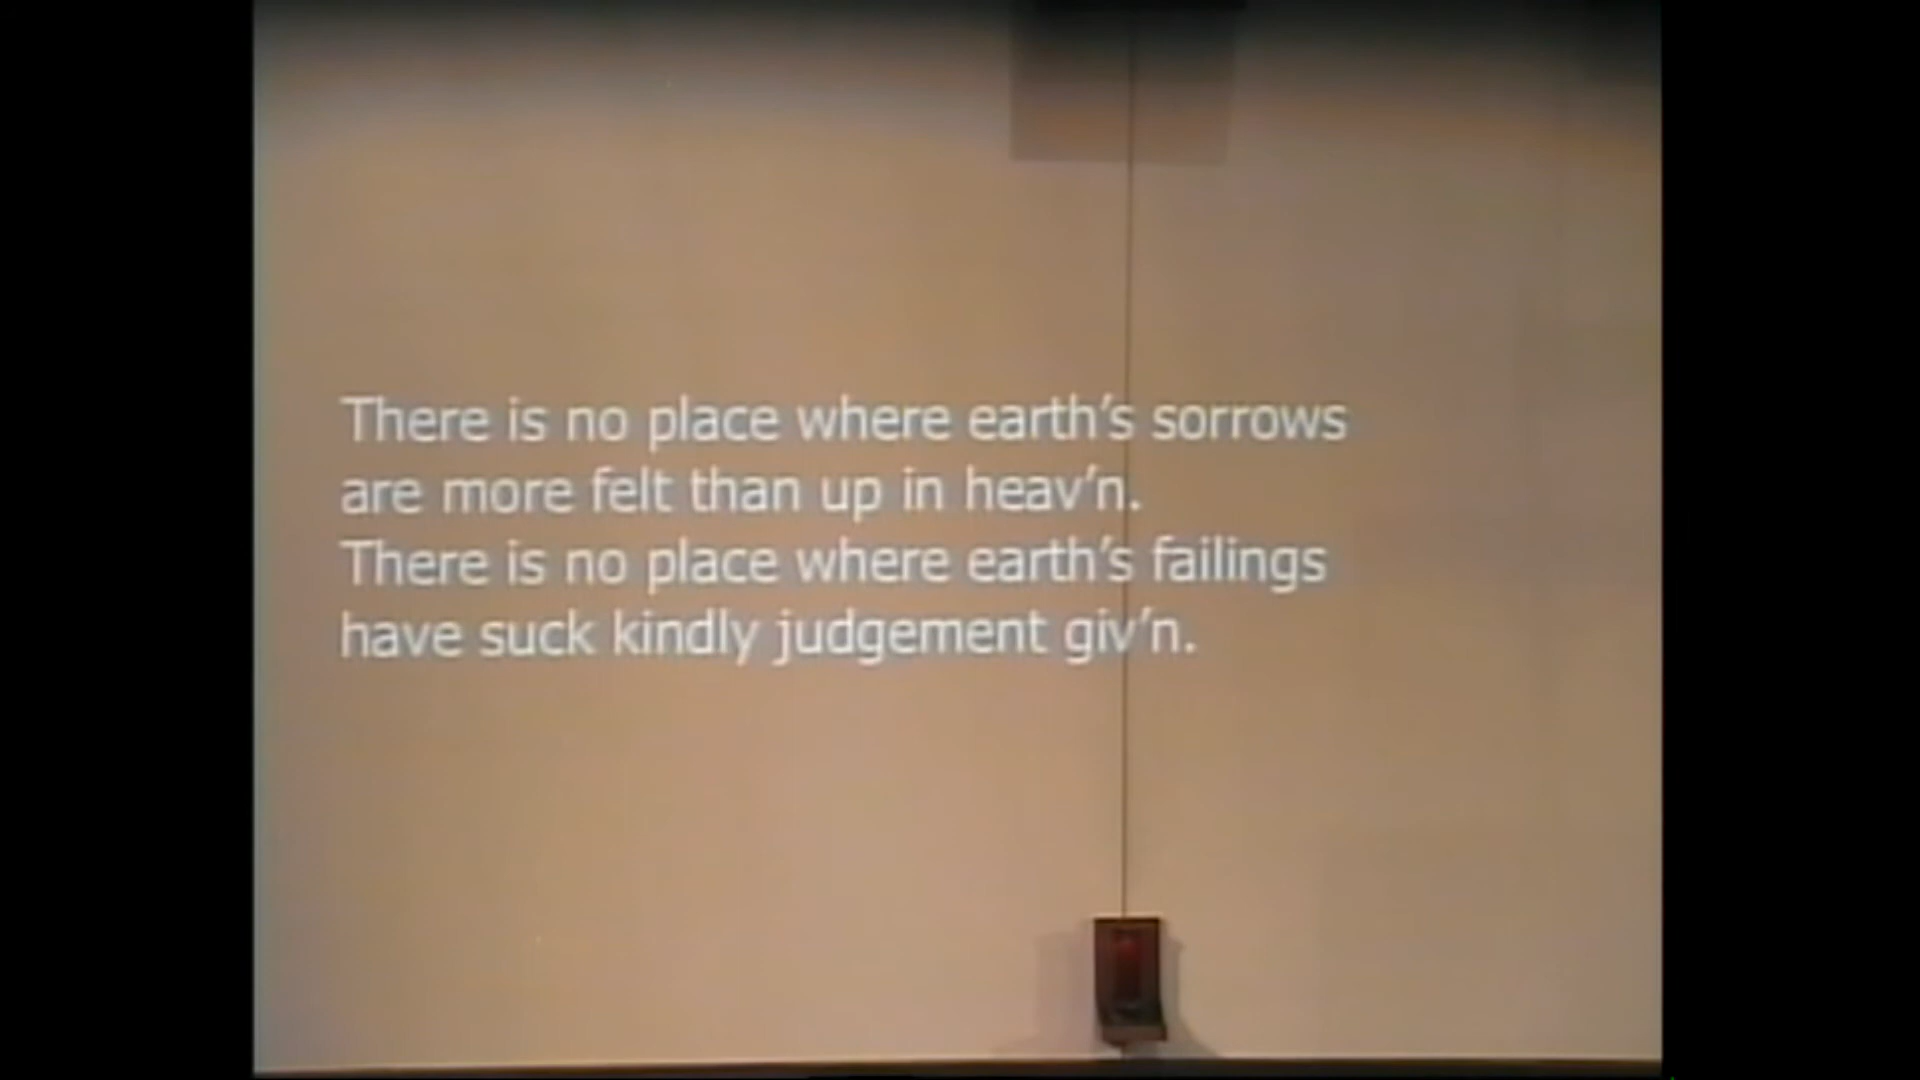 There is no place where earth's sorrows
are more felt than up in heav'n.
There is no place where earth's failings
have suck kindly judgement giv'n.